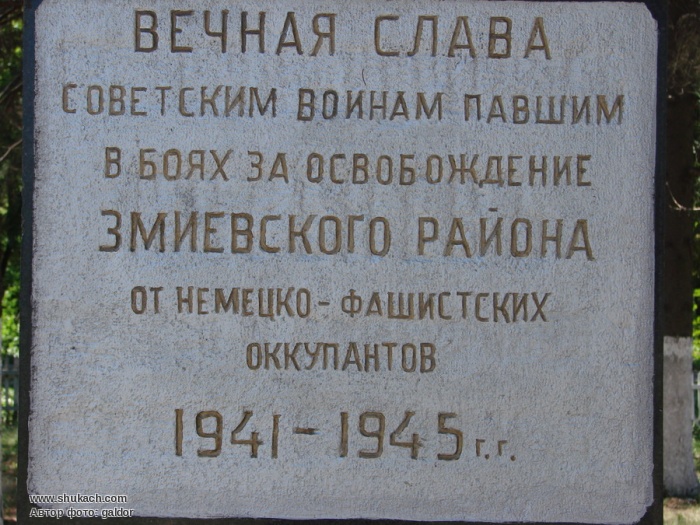 ВЕЧНАЯ СЛАВА
СОВЕТСКИМ ВОИНАМ ПАВШИМ
В БОЯХ ЗА ОСВОБОЖДЕНИЕ
ЗМИЕВСКОГО РАЙОНА
ОТ НЕМЕЦКО-ФАШИСТСКИХ
ОККУПАНТОВ
1941-1945г.г.
www.shukach.com
Автор фото: galdor